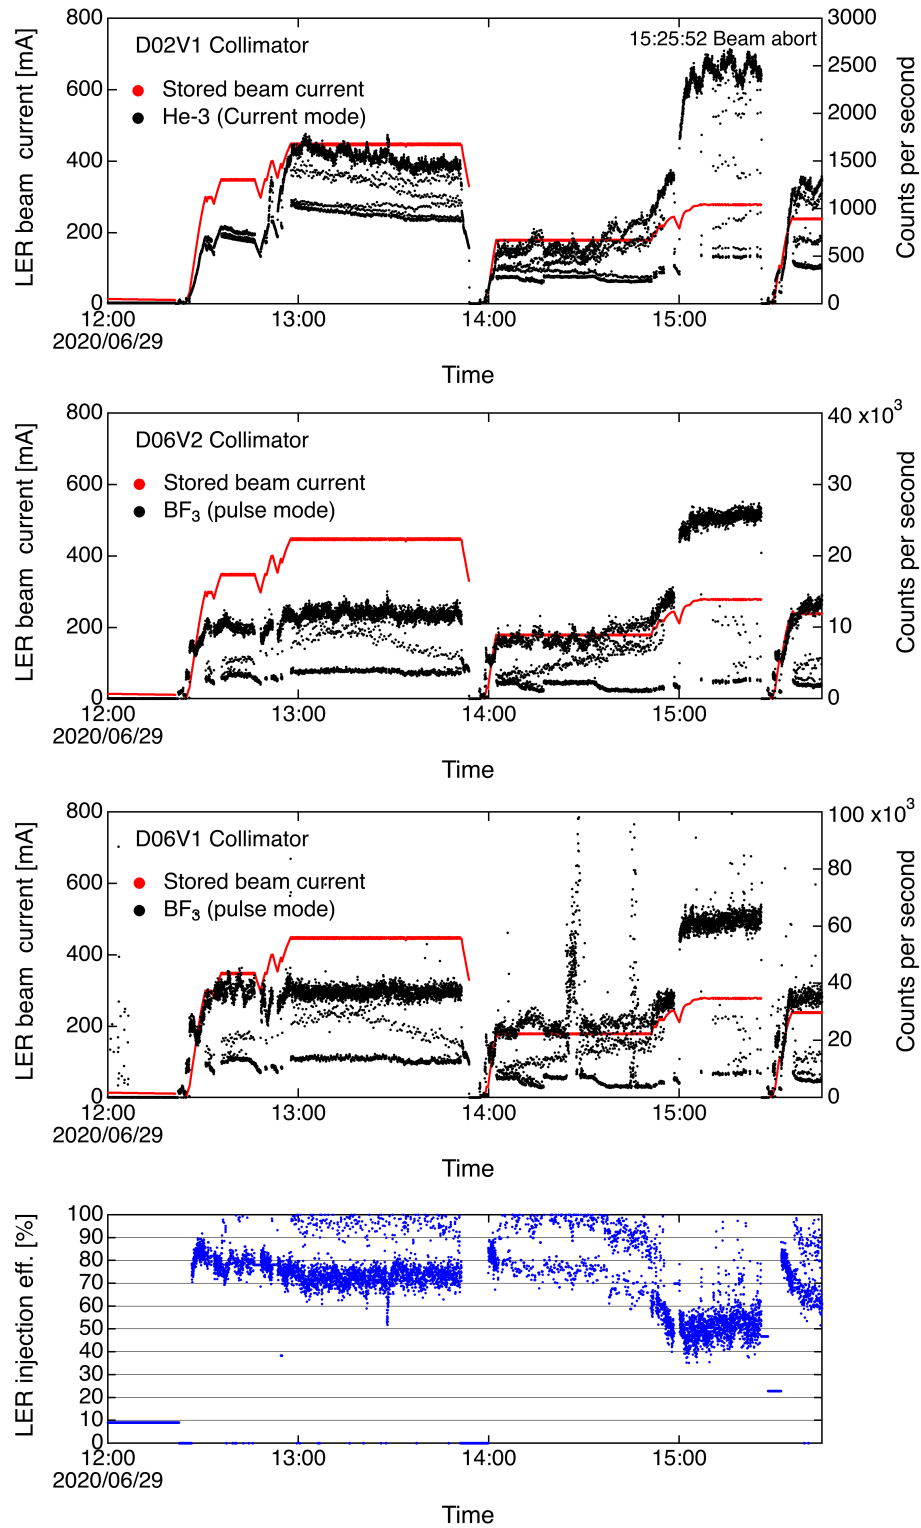 800
3000
D02V1 Collimator
15:25:52 Beam abort
Stored beam current
He-3 (Current mode)
600
400
200
0
2500
2000
1500
1000
500
0
LER beam current [mA]
Counts per second
12:00
13:00
14:00
15:00
2020/06/29
Time
800
40 x10³
D06V2 Collimator
Stored beam current
BF₃ (pulse mode)
600
400
200
0
30
20
10
0
LER beam current [mA]
Counts per second
12:00
13:00
14:00
15:00
2020/06/29
Time
800
100 x10³
D06V1 Collimator
Stored beam current
BF₃ (pulse mode)
600
400
200
0
80
60
40
20
0
LER beam current [mA]
Counts per second
12:00
13:00
14:00
15:00
2020/06/29
Time
100
90
80
70
60
50
40
30
20
10
0
LER injection eff. [%]
12:00
13:00
14:00
15:00
2020/06/29
Time